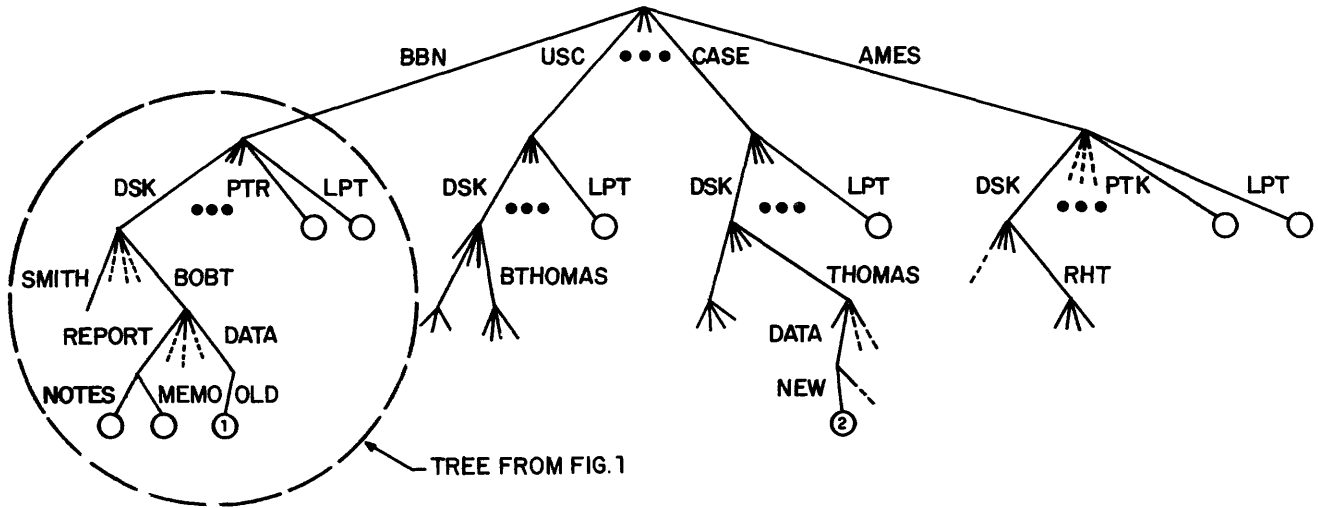 BBN USC CASE AMES
DSK PTR LPT DSK LPT DSK LPT DSK PTK LPT
SMITH BOBT BTHOMAS THOMAS RHT
REPORT DATA DATA
NOTES MEMO OLD NEW
1 2
TREE FROM FIG. 1